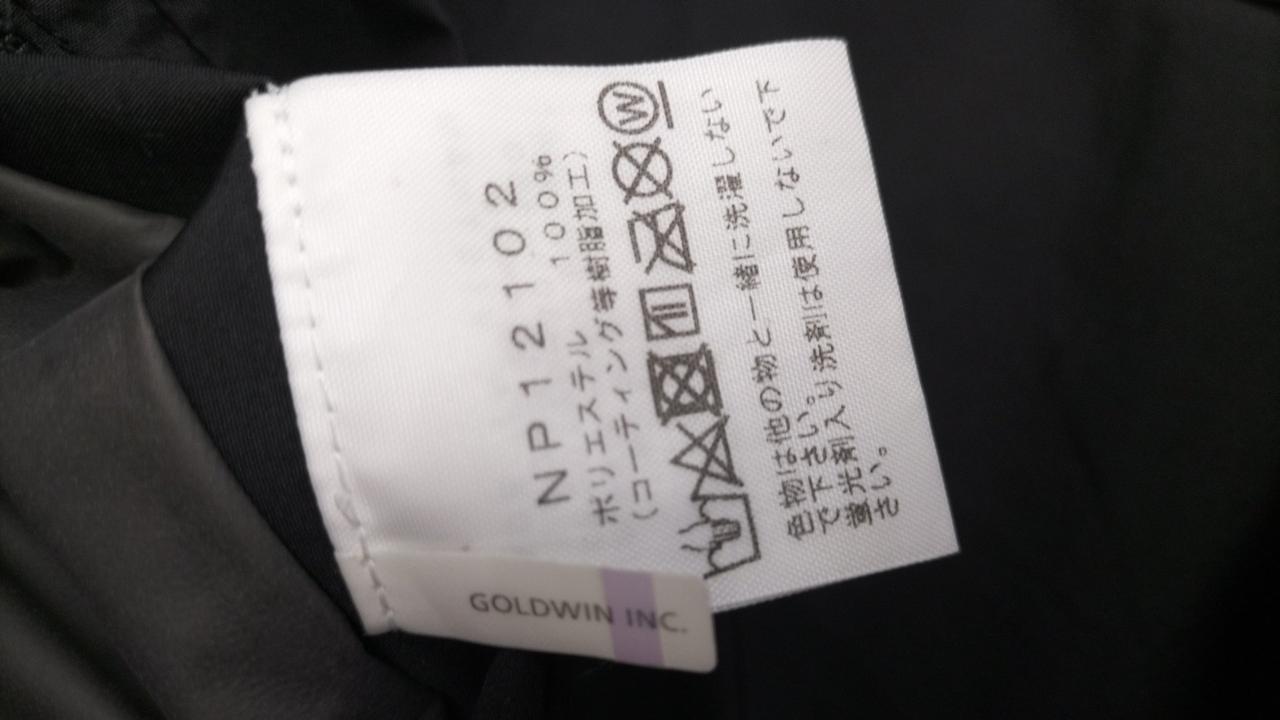 NP12102
ポリエステル 100%
(コーティング等樹脂加工)
W
色物は他の物と一緒に洗濯しない
で下さい。
蛍光剤入り洗剤は使用しないで下
さい。
GOLDWIN INC.